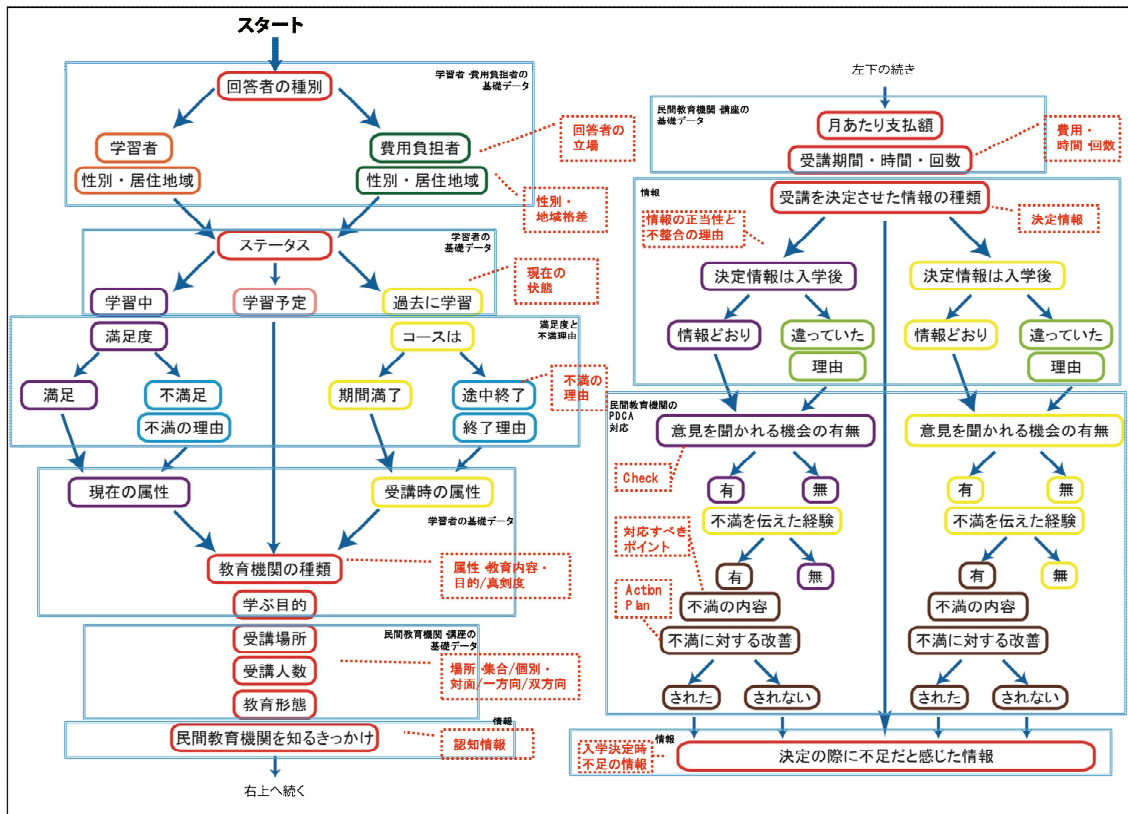 スタート
学習者・費用負担者の
基礎データ
回答者の種別
学習者
費用負担者
回答者の
立場
性別・居住地域
性別・居住地域
性別・
地域格差
学習者の
基礎データ
ステータス
現在の
状態
学習中
学習予定
過去に学習
満足度と
不満理由
満足度
コースは
不満の
理由
満足
不満足
期間満了
途中終了
不満の理由
終了理由
現在の属性
受講時の属性
学習者の基礎データ
教育機関の種類
属性・教育内容・
目的/真剣度
学ぶ目的
民間教育機関・講座の
基礎データ
受講場所
受講人数
場所・集合/個別・
対面/一方向/双方向
教育形態
情報
民間教育機関を知るきっかけ
認知情報
右上へ続く
左下の続き
民間教育機関・講座の
基礎データ
月あたり支払額
費用・
時間・回数
受講期間・時間・回数
情報
受講を決定させた情報の種類
情報の正当性と
不整合の理由
決定情報
決定情報は入学後
決定情報は入学後
情報どおり
違っていた
情報どおり
違っていた
理由
理由
民間教育機関の
PDCA
対応
意見を聞かれる機会の有無
意見を聞かれる機会の有無
Check
有
無
有
無
不満を伝えた経験
不満を伝えた経験
対応すべき
ポイント
有
無
有
無
Action
Plan
不満の内容
不満の内容
不満に対する改善
不満に対する改善
された
されない
された
されない
情報
入学決定時
不足の情報
決定の際に不足だと感じた情報